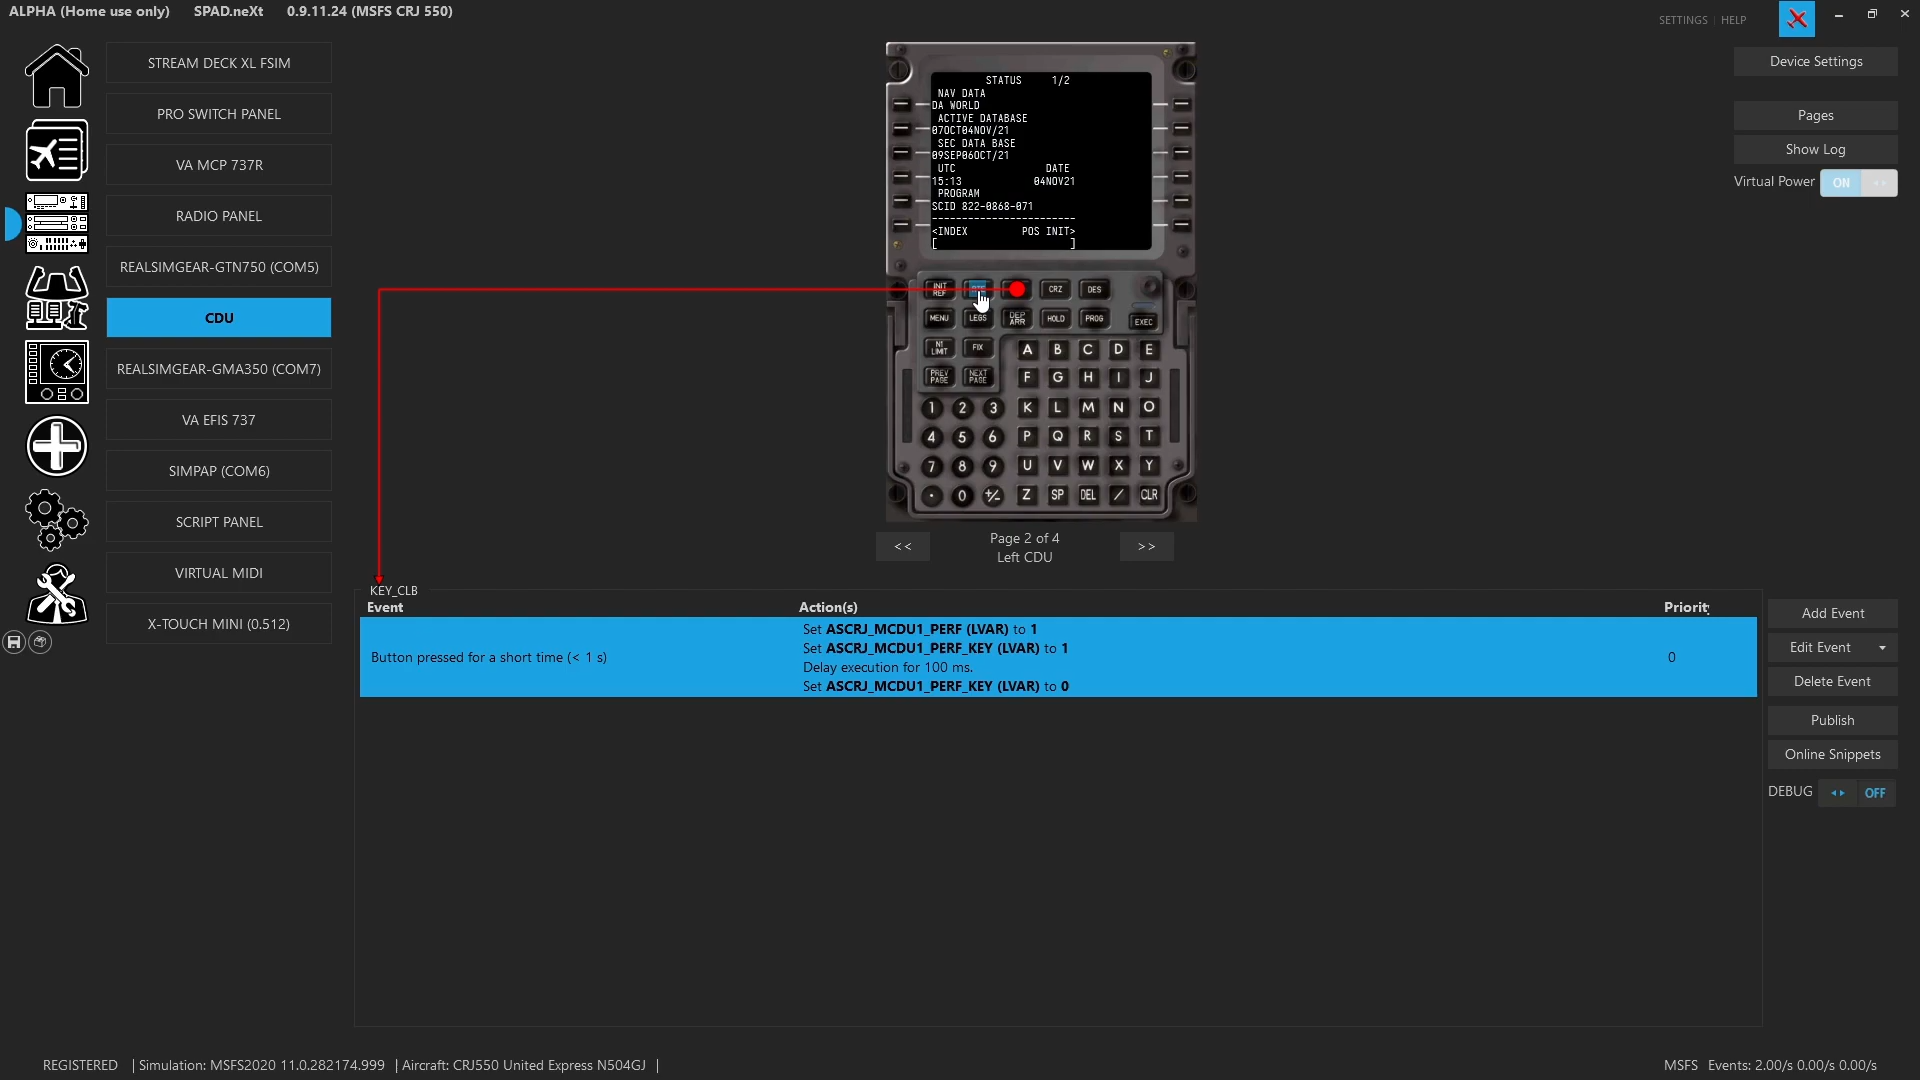 ALPHA (Home use only) SPAD.neXt 0.9.11.24 (MSFS CRJ 550)
SETTINGS | HELP
STREAM DECK XL FSIM
PRO SWITCH PANEL
VA MCP 737R
RADIO PANEL
REALSIMGEAR-GTN750 (COM5)
CDU
REALSIMGEAR-GMA350 (COM7)
VA EFIS 737
SIMPAP (COM6)
SCRIPT PANEL
VIRTUAL MIDI
X-TOUCH MINI (0.512)
STATUS 1/2
NAV DATA
DA WORLD
ACTIVE DATABASE
07OCT04NOV/21
SEC DATA BASE
09SEP06OCT/21
UTC DATE
15:13 04NOV21
PROGRAM
SCID 822-0868-071
------------------------
<INDEX POS INIT>
[ ]
INIT REF CRZ DES
MENU LEGS DEP ARR HOLD PROG EXEC
N1 LIMIT FIX A B C D E
PREV PAGE NEXT PAGE F G H I J
1 2 3 K L M N O
4 5 6 P Q R S T
7 8 9 U V W X Y
. 0 +/- Z SP DEL / CLR
<< Page 2 of 4 >>
Left CDU
Device Settings
Pages
Show Log
Virtual Power ON
KEY_CLB
Event Action(s) Priority
Button pressed for a short time (< 1 s)
Set ASCRJ_MCDU1_PERF (LVAR) to 1
Set ASCRJ_MCDU1_PERF_KEY (LVAR) to 1
Delay execution for 100 ms.
Set ASCRJ_MCDU1_PERF_KEY (LVAR) to 0
0
Add Event
Edit Event
Delete Event
Publish
Online Snippets
DEBUG OFF
REGISTERED | Simulation: MSFS2020 11.0.282174.999 | Aircraft: CRJ550 United Express N504GJ |
MSFS Events: 2.00/s 0.00/s 0.00/s